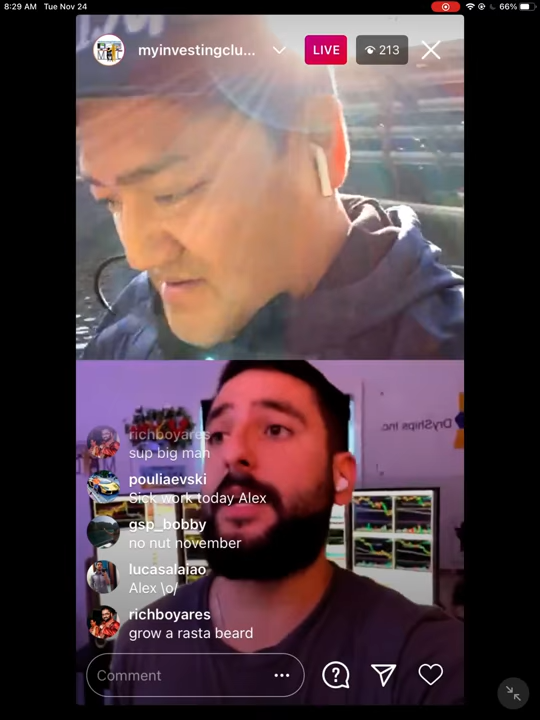 8:29 AM Tue Nov 24
66%
myinvestingclu...
LIVE
213
DryShips Inc.
richboyares
sup big man
pouliaevski
Sick work today Alex
gsp_bobby
no nut november
lucasalaiao
Alex \o/
richboyares
grow a rasta beard
Comment